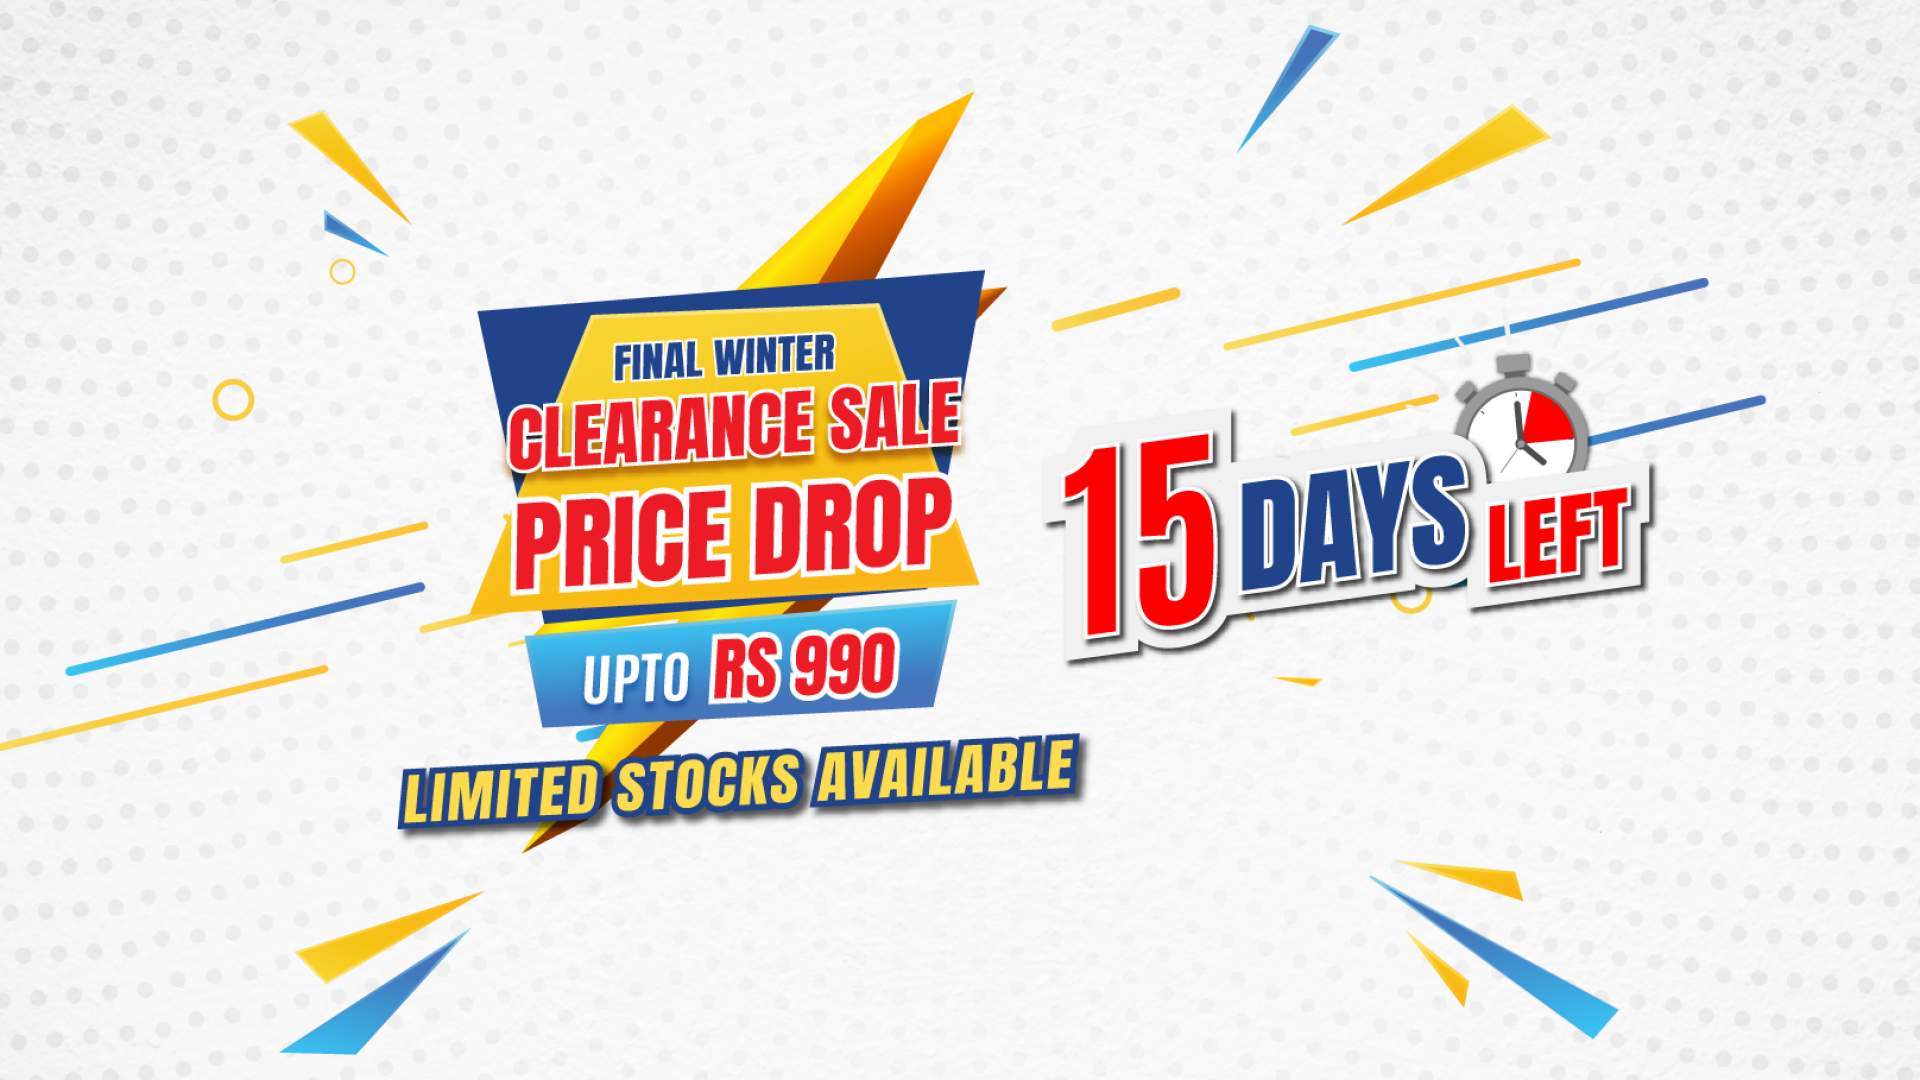 FINAL WINTER
CLEARANCE SALE
PRICE DROP
UPTO RS 990
LIMITED STOCKS AVAILABLE
15 DAYS LEFT